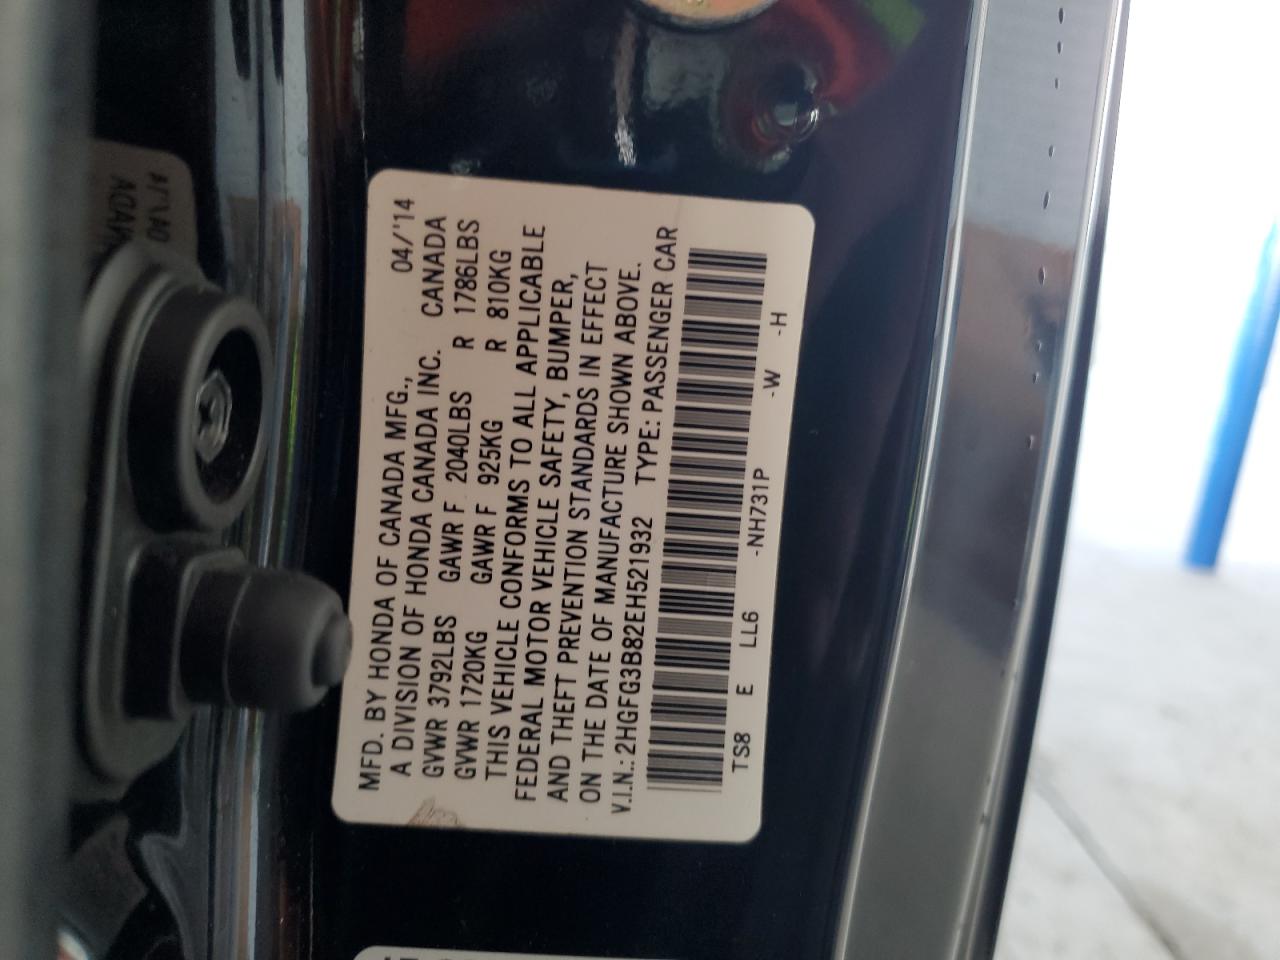 MFD. BY HONDA OF CANADA MFG., 04/'14
A DIVISION OF HONDA CANADA INC. CANADA
GVWR 3792LBS GAWR F 2040LBS R 1786LBS
GVWR 1720KG GAWR F 925KG R 810KG
THIS VEHICLE CONFORMS TO ALL APPLICABLE
FEDERAL MOTOR VEHICLE SAFETY, BUMPER,
AND THEFT PREVENTION STANDARDS IN EFFECT
ON THE DATE OF MANUFACTURE SHOWN ABOVE.
V.I.N.: 2HGFG3B82EH521932 TYPE: PASSENGER CAR
TS8 E LL6 -NH731P -W -H